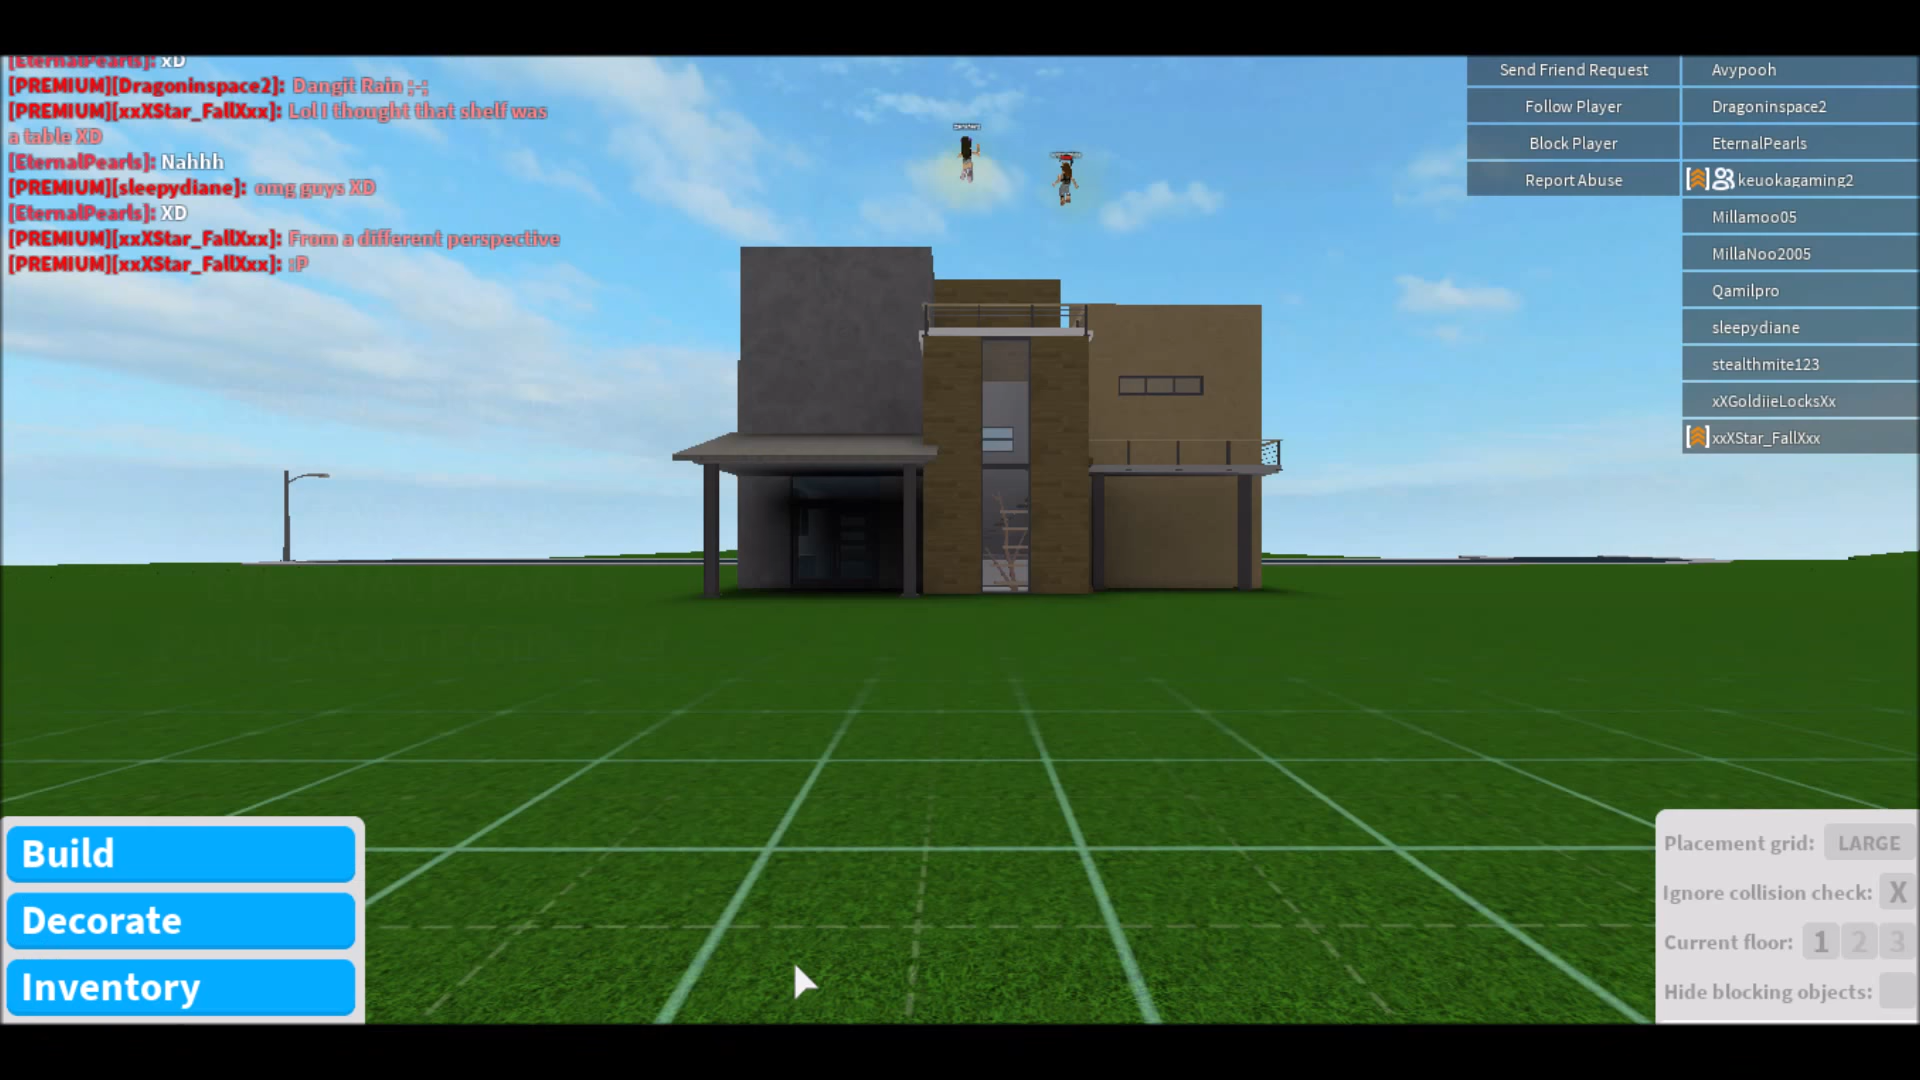 [EternalPearls]: xD
[PREMIUM][Dragoninspace2]: Dangit Rain ;-;
[PREMIUM][xxXStar_FallXxx]: Lol I thought that shelf was
a table XD
[EternalPearls]: Nahhh
[PREMIUM][sleepydiane]: omg guys XD
[EternalPearls]: XD
[PREMIUM][xxXStar_FallXxx]: From a different perspective
[PREMIUM][xxXStar_FallXxx]: :P
Send Friend Request
Follow Player
Block Player
Report Abuse
Avypooh
Dragoninspace2
EternalPearls
keuokagaming2
Millamoo05
MillaNoo2005
Qamilpro
sleepydiane
stealthmite123
xXGoldiieLocksXx
xxXStar_FallXxx
Build
Decorate
Inventory
Placement grid: LARGE
Ignore collision check: X
Current floor: 1 2 3
Hide blocking objects: